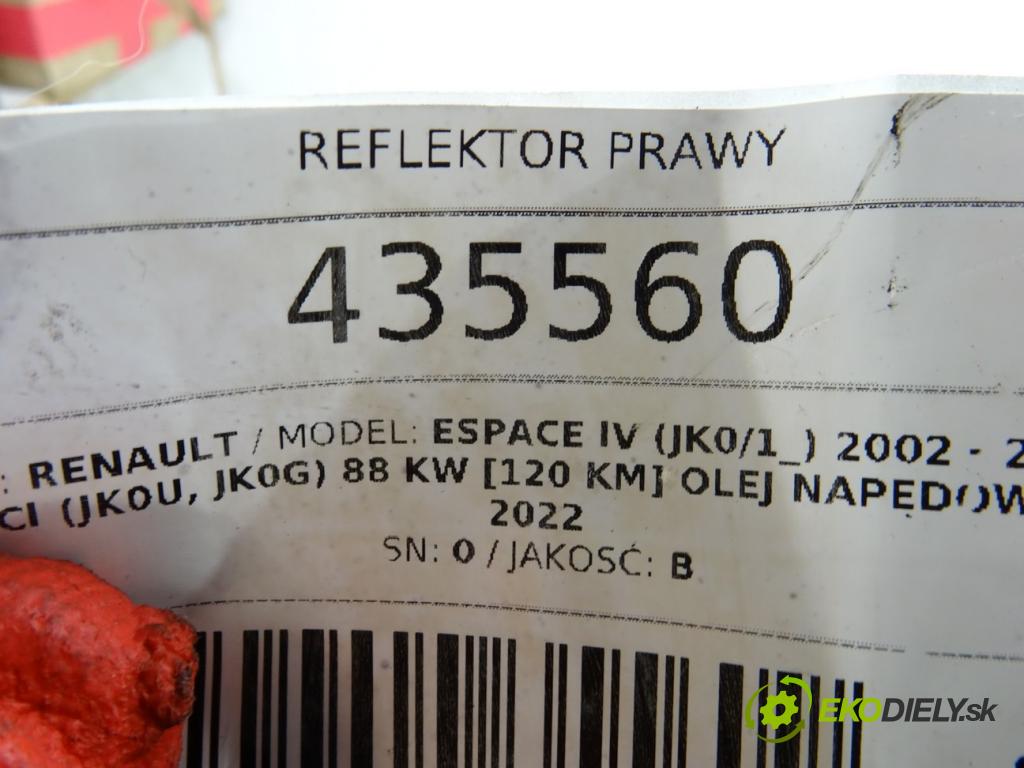 REFLEKTOR PRAWY
435560
: RENAULT / MODEL: ESPACE IV (JK0/1_) 2002 - 2
CI (JK0U, JK0G) 88 KW [120 KM] OLEJ NAPĘDOW
2022
SN: 0 / JAKOŚĆ: B
EKODIELY.sk